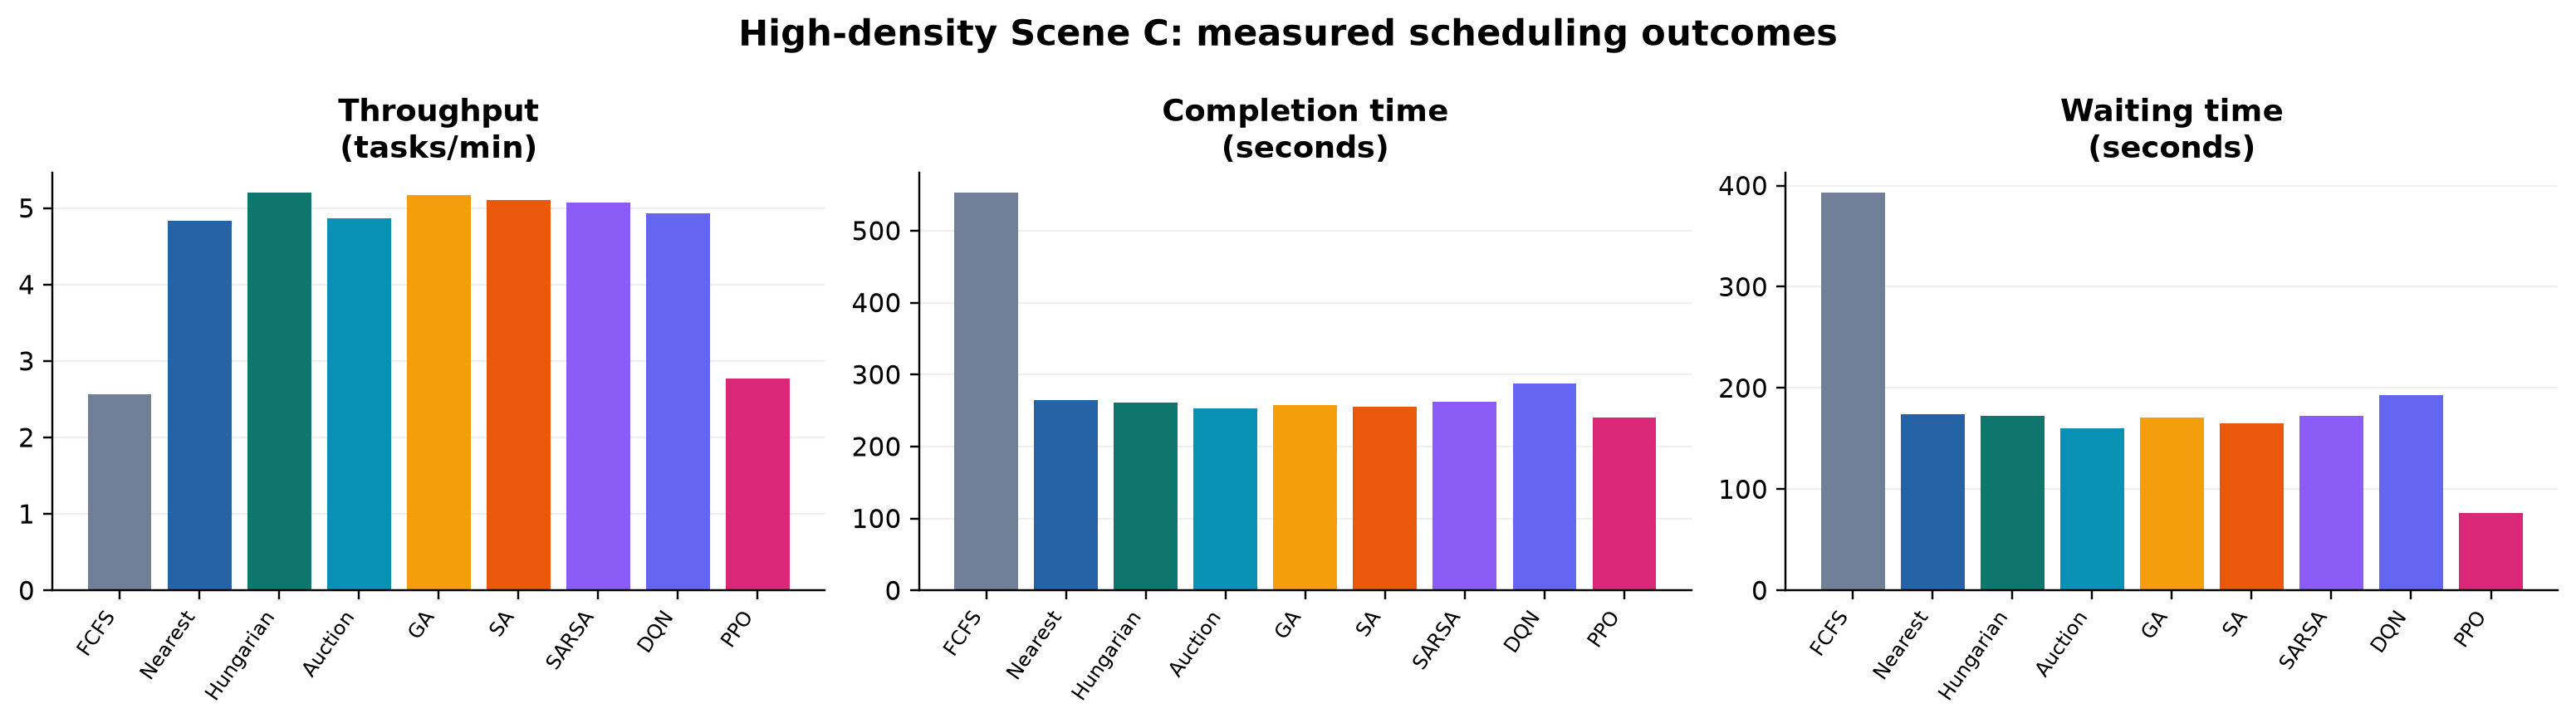 High-density Scene C: measured scheduling outcomes
Throughput
(tasks/min)
5
4
3
2
1
0
FCFS
Nearest
Hungarian
Auction
GA
SA
SARSA
DQN
PPO
Completion time
(seconds)
500
400
300
200
100
0
FCFS
Nearest
Hungarian
Auction
GA
SA
SARSA
DQN
PPO
Waiting time
(seconds)
400
300
200
100
0
FCFS
Nearest
Hungarian
Auction
GA
SA
SARSA
DQN
PPO